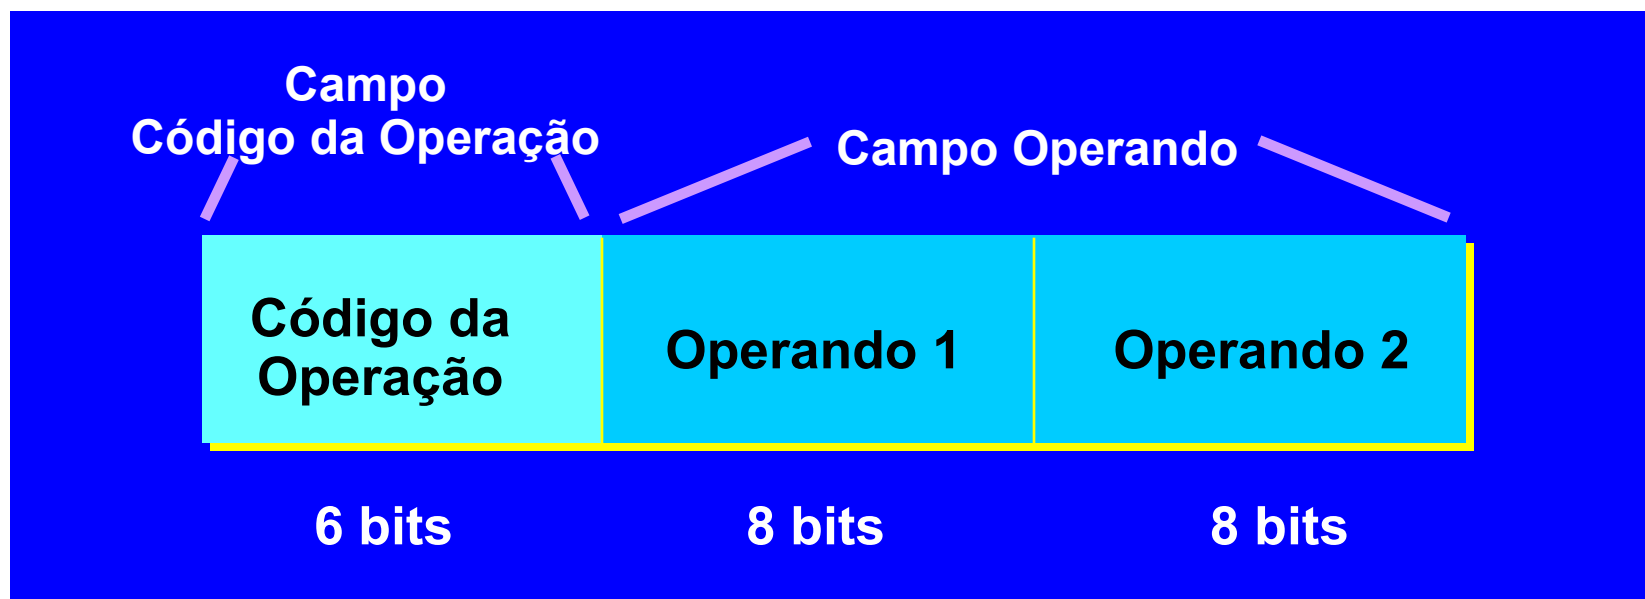 Campo
Código da Operação
Campo Operando
Código da
Operação
Operando 1
Operando 2
6 bits
8 bits
8 bits